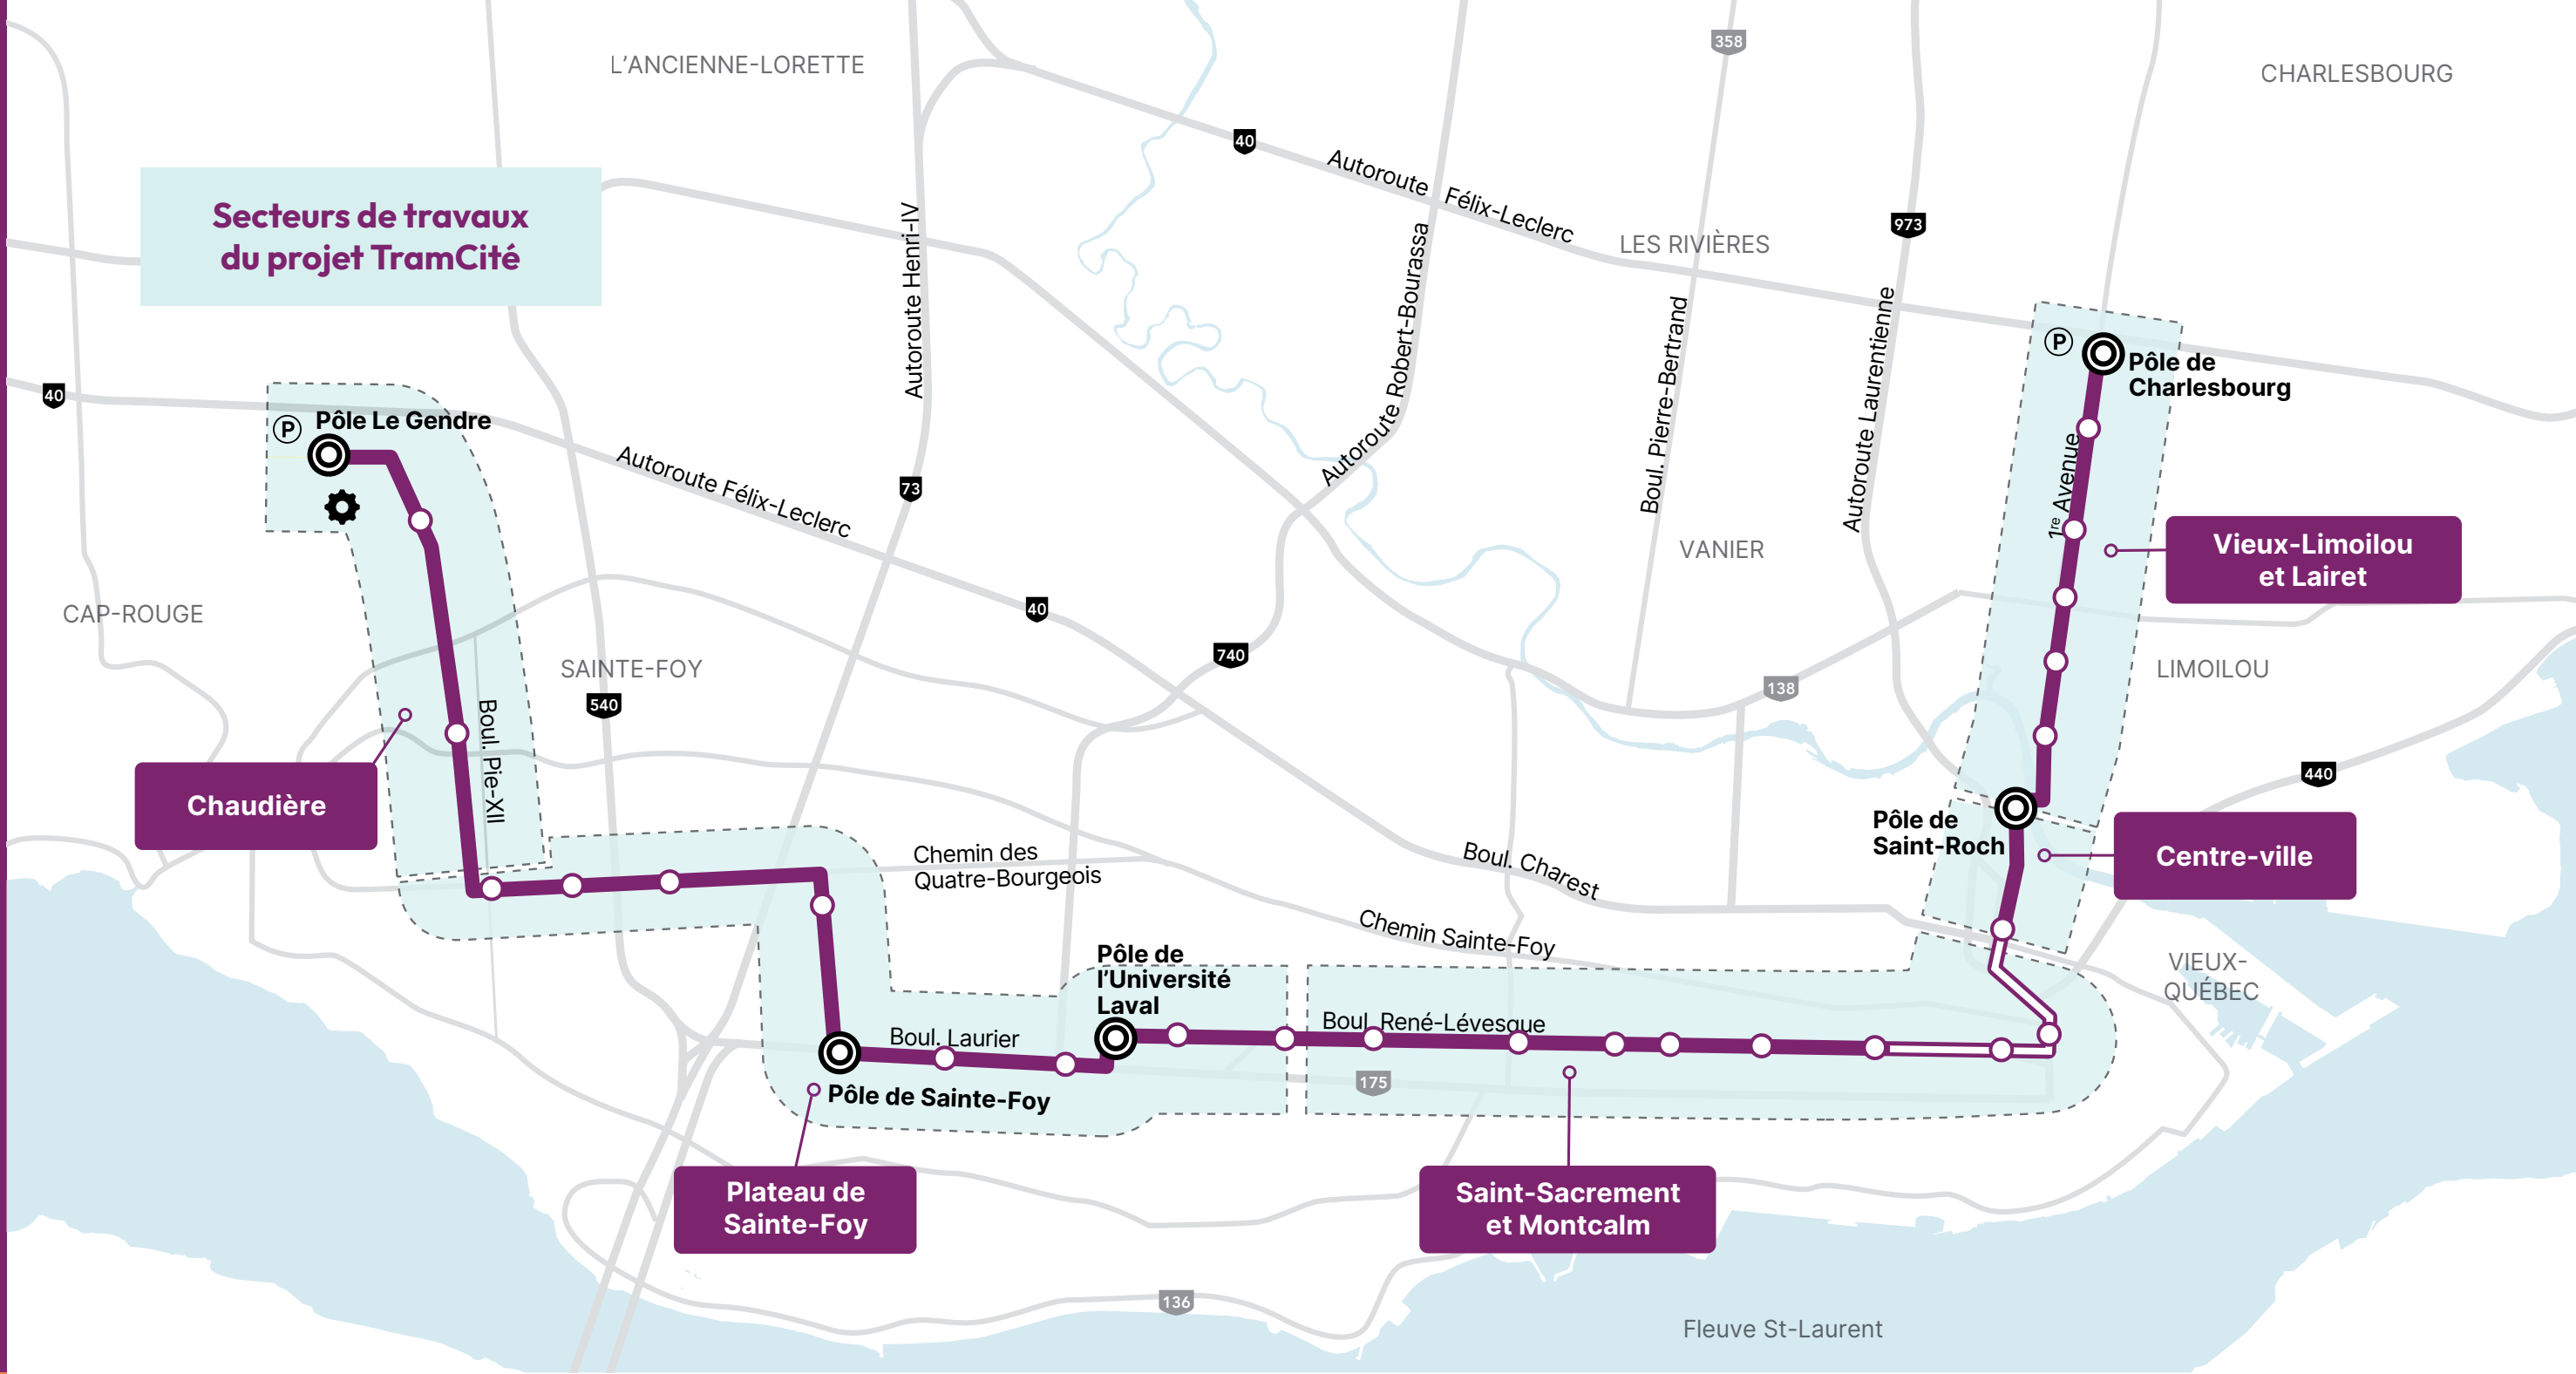 358
L'ANCIENNE-LORETTE
CHARLESBOURG
40
Autoroute Félix-Leclerc
Secteurs de travaux
du projet TramCité
973
LES RIVIÈRES
Autoroute Henri-IV
Autoroute Robert-Bourassa
Boul. Pierre-Bertrand
Autoroute Laurentienne
P
Pôle de
Charlesbourg
40
P
Pôle Le Gendre
1re Avenue
Autoroute Félix-Leclerc
73
Vieux-Limoilou
et Lairet
VANIER
40
CAP-ROUGE
SAINTE-FOY
740
LIMOILOU
138
540
Boul. Pie-XII
440
Chaudière
Pôle de
Saint-Roch
Centre-ville
Chemin des
Quatre-Bourgeois
Boul. Charest
Chemin Sainte-Foy
Pôle de
l'Université
Laval
VIEUX-
QUÉBEC
Boul. René-Lévesque
Boul. Laurier
175
Pôle de Sainte-Foy
Plateau de
Sainte-Foy
Saint-Sacrement
et Montcalm
136
Fleuve St-Laurent